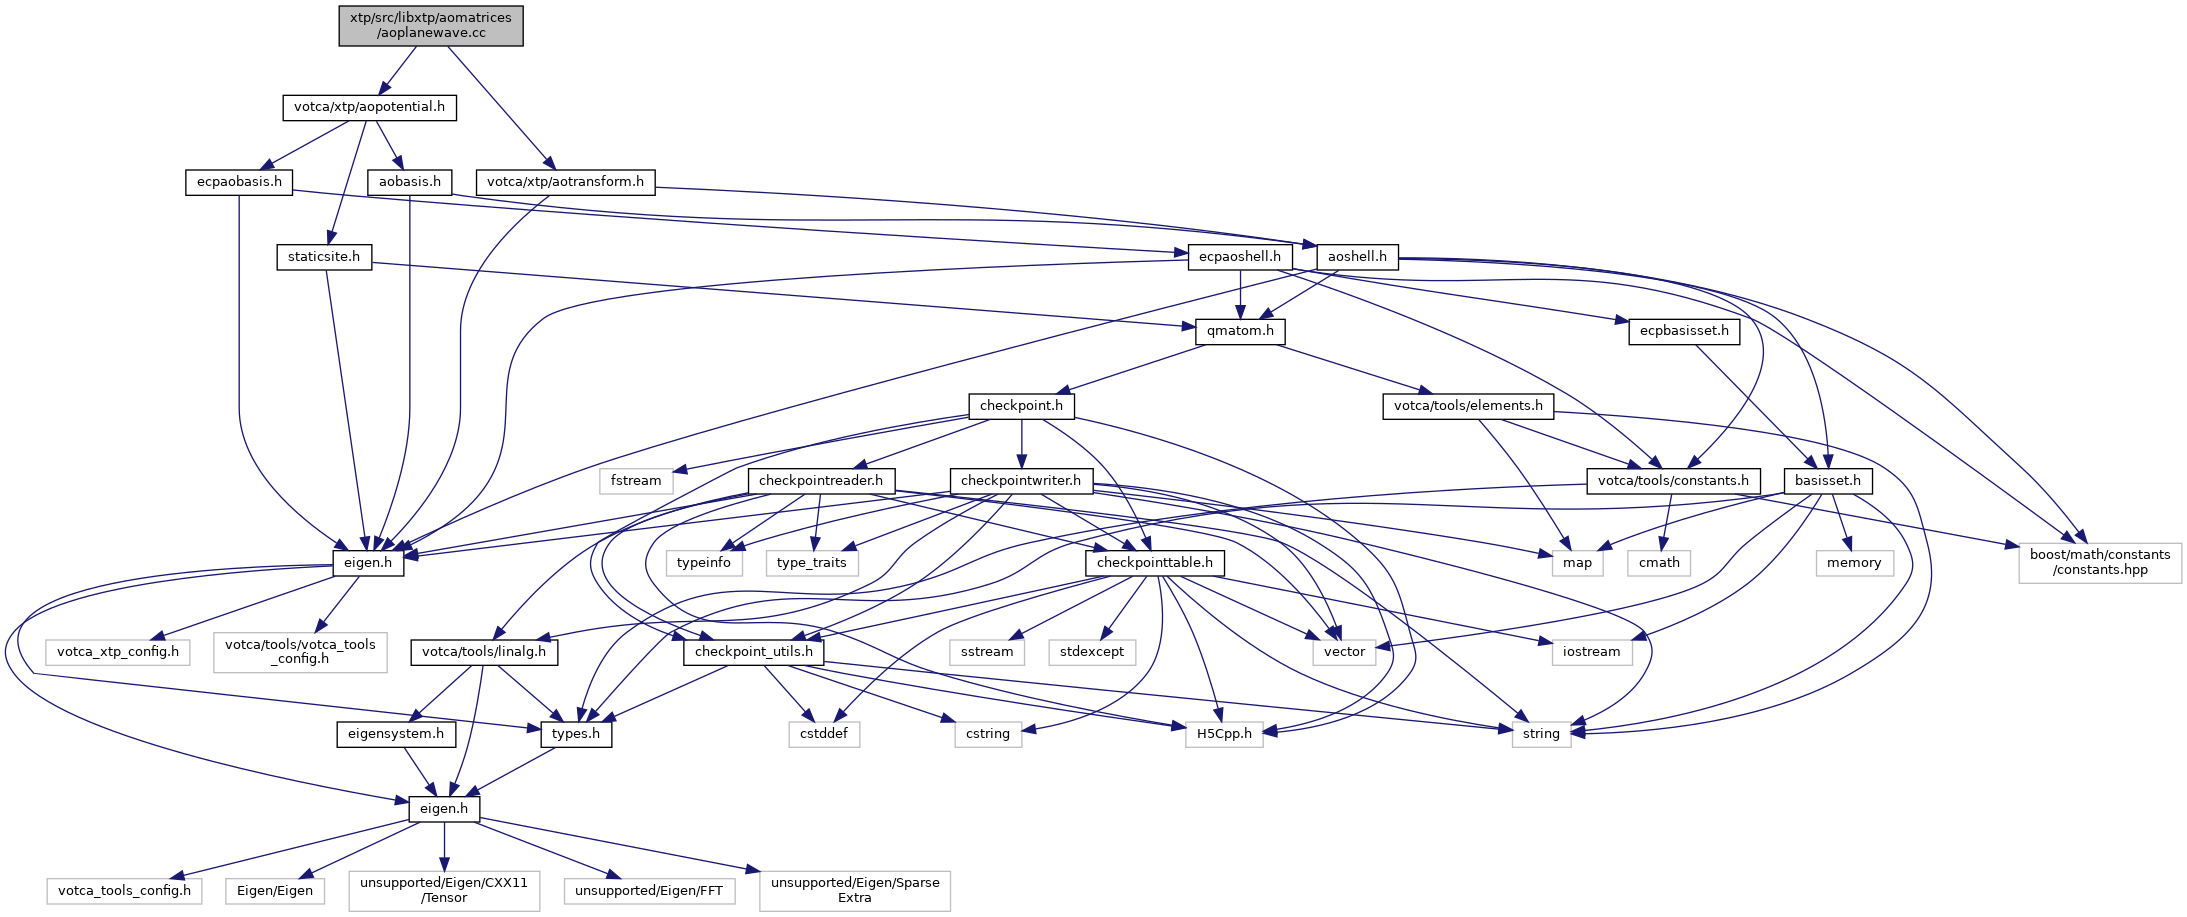 xtp/src/libxtp/aomatrices
/aoplanewave.cc
votca/xtp/aopotential.h
ecpaobasis.h
aobasis.h
votca/xtp/aotransform.h
staticsite.h
ecpaoshell.h
aoshell.h
qmatom.h
ecpbasisset.h
checkpoint.h
votca/tools/elements.h
fstream
checkpointreader.h
checkpointwriter.h
votca/tools/constants.h
basisset.h
eigen.h
typeinfo
type_traits
checkpointtable.h
map
cmath
memory
boost/math/constants
/constants.hpp
votca_xtp_config.h
votca/tools/votca_tools
_config.h
votca/tools/linalg.h
checkpoint_utils.h
sstream
stdexcept
vector
iostream
eigensystem.h
types.h
cstddef
cstring
H5Cpp.h
string
eigen.h
votca_tools_config.h
Eigen/Eigen
unsupported/Eigen/CXX11
/Tensor
unsupported/Eigen/FFT
unsupported/Eigen/Sparse
Extra